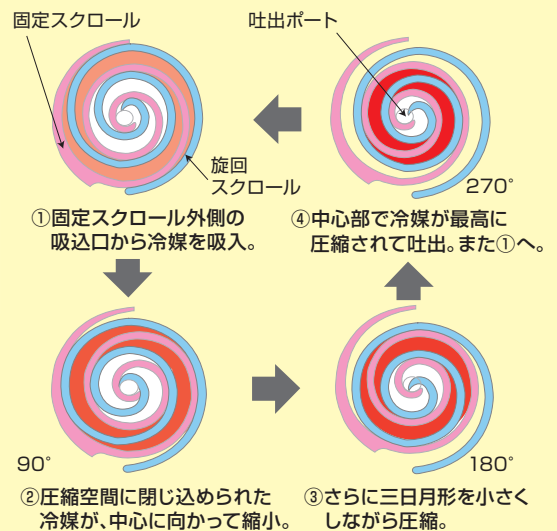 固定スクロール
吐出ポート
旋回
スクロール
270°
①固定スクロール外側の
吸込口から冷媒を吸入。
④中心部で冷媒が最高に
圧縮されて吐出。また①へ。
90°
180°
②圧縮空間に閉じ込められた
冷媒が、中心に向かって縮小。
③さらに三日月形を小さく
しながら圧縮。